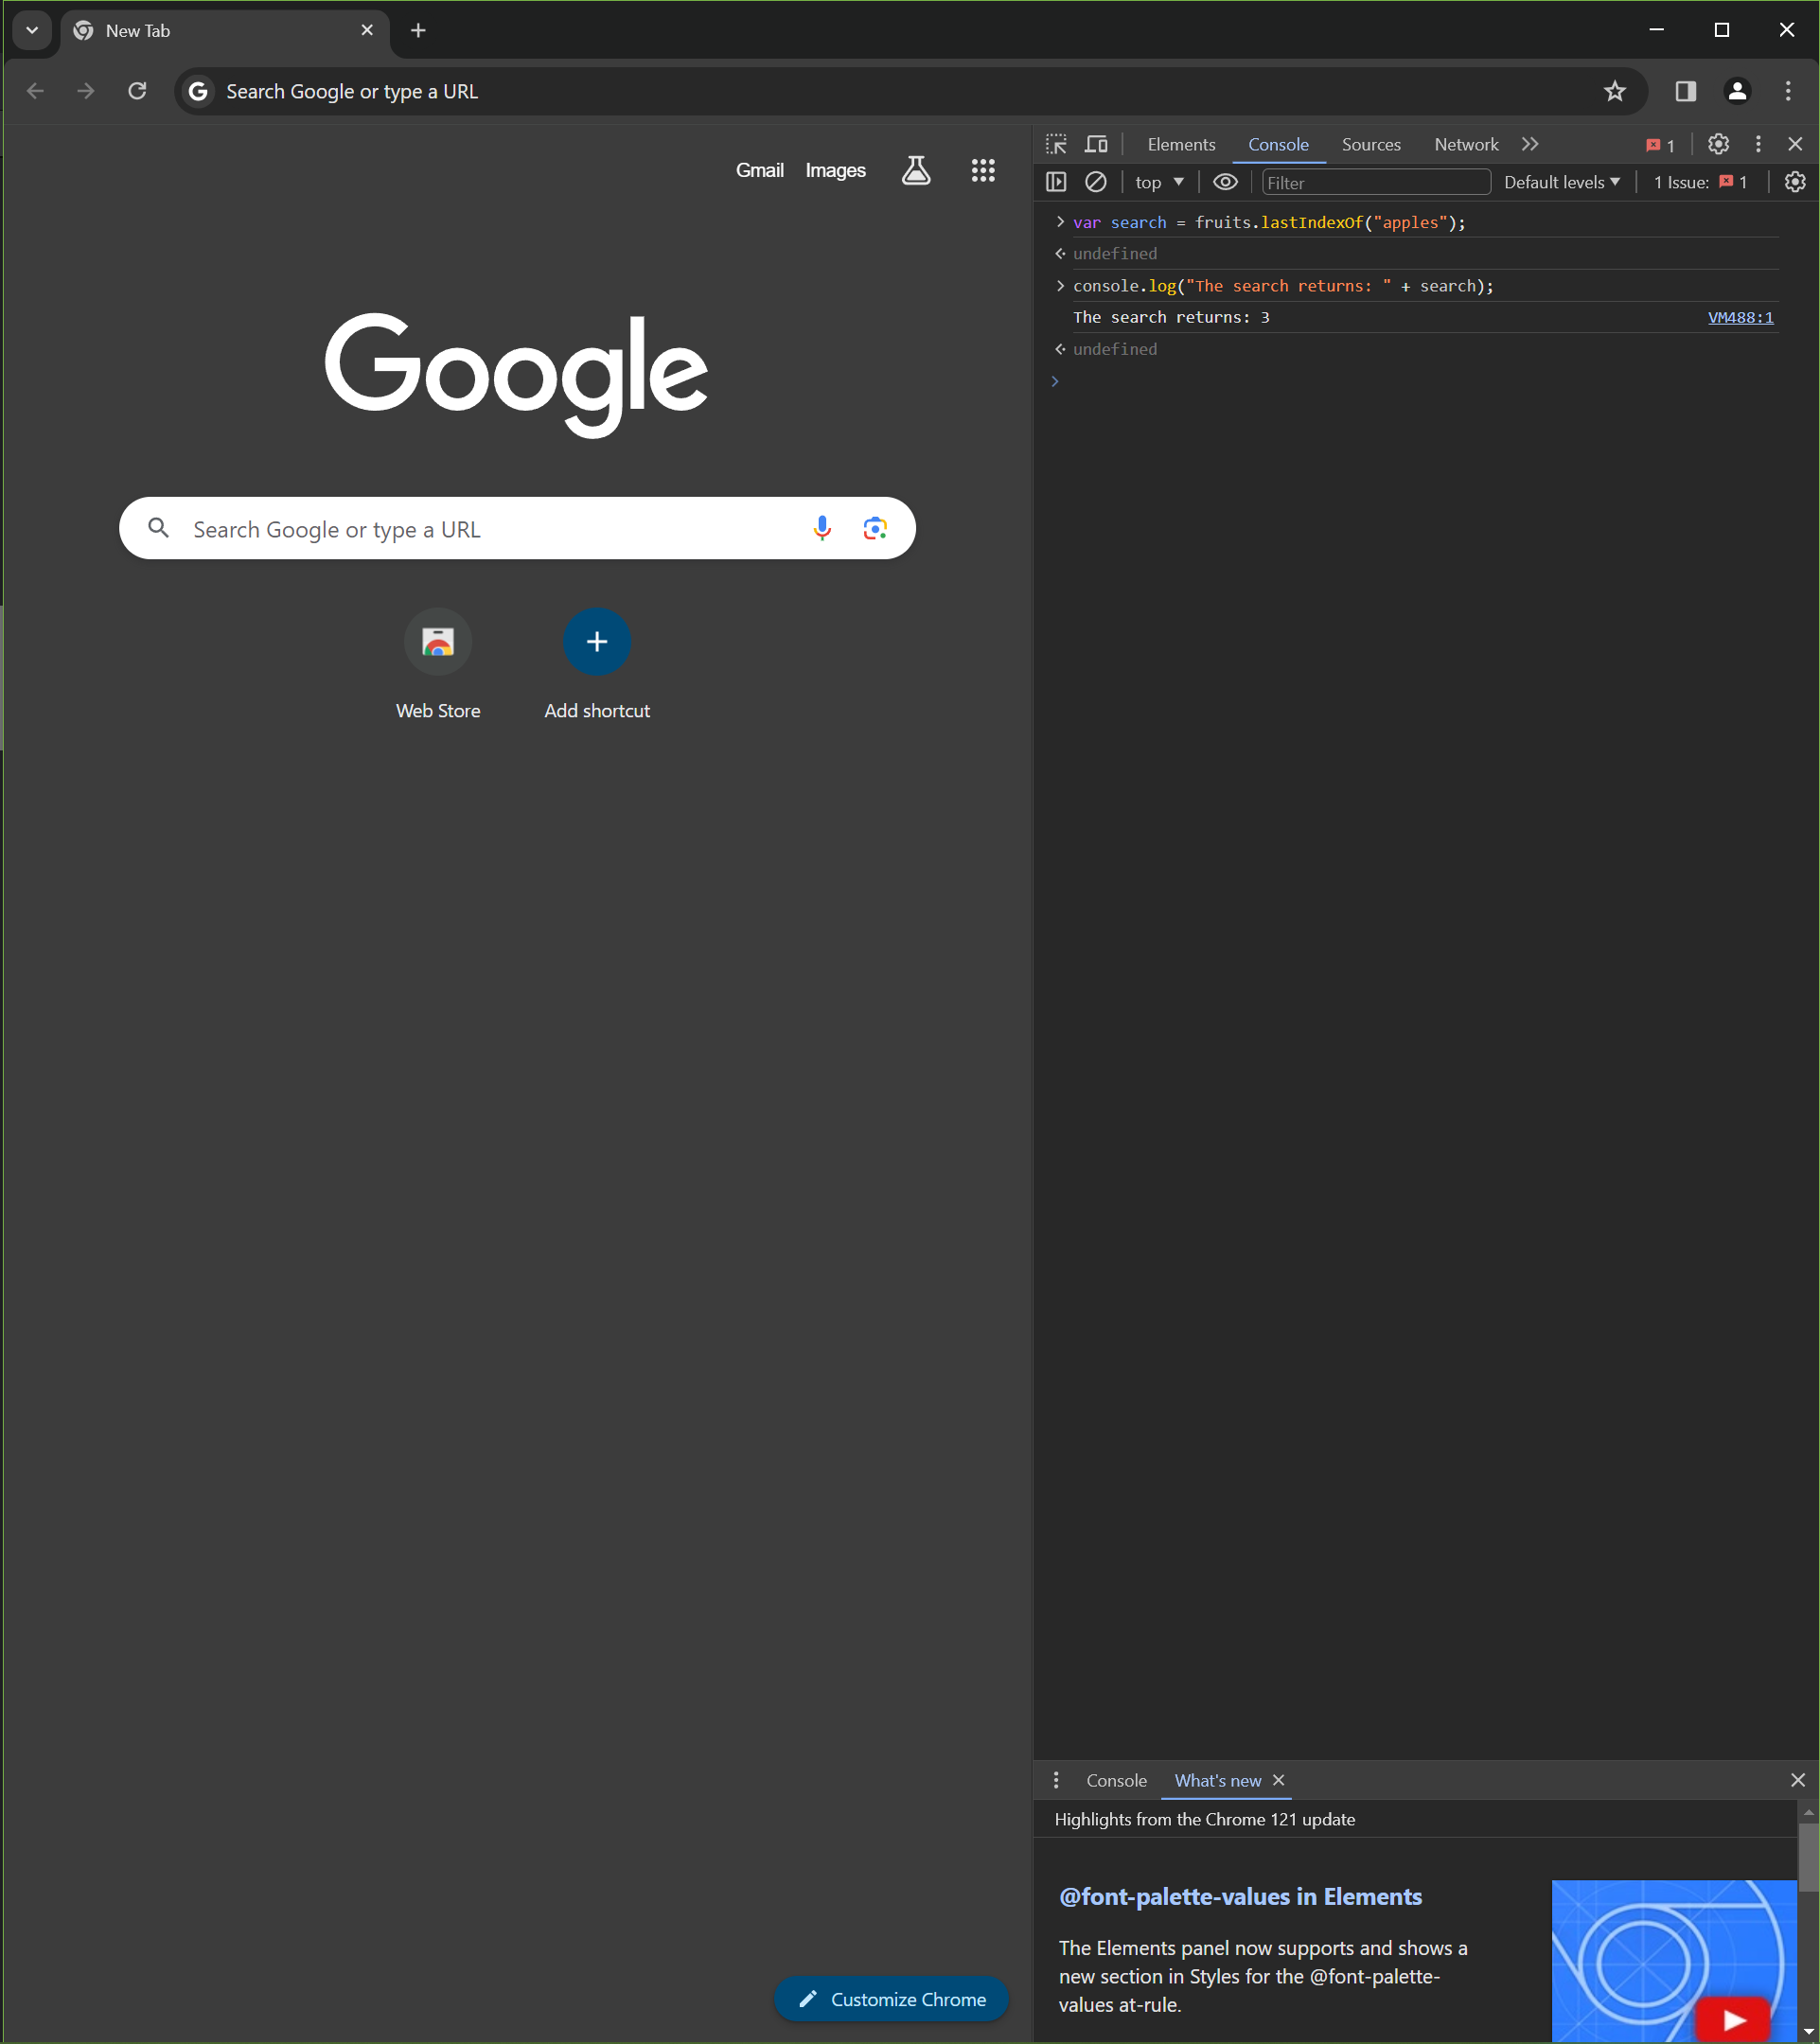 New Tab
Search Google or type a URL
Gmail Images
Google
Search Google or type a URL
Web Store
Add shortcut
Customize Chrome
Elements Console Sources Network 1
top Filter Default levels 1 Issue: 1
var search = fruits.lastIndexOf("apples");
undefined
console.log("The search returns: " + search);
The search returns: 3 VM488:1
undefined
Console What's new
Highlights from the Chrome 121 update
@font-palette-values in Elements
The Elements panel now supports and shows a
new section in Styles for the @font-palette-
values at-rule.